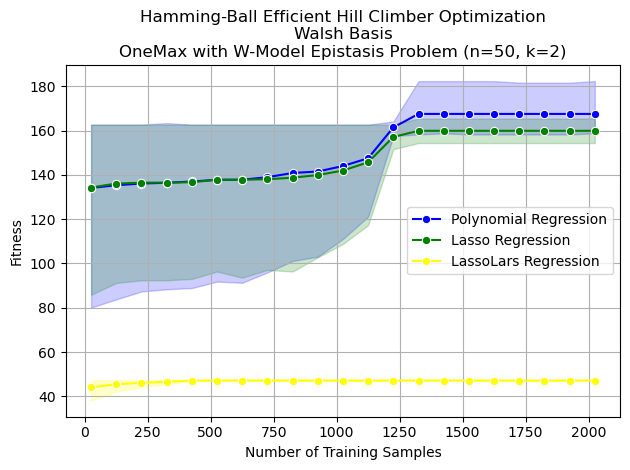 Hamming-Ball Efficient Hill Climber Optimization
Walsh Basis
OneMax with W-Model Epistasis Problem (n=50, k=2)
180
160
140
120
100
80
60
40
Fitness
Polynomial Regression
Lasso Regression
LassoLars Regression
0 250 500 750 1000 1250 1500 1750 2000
Number of Training Samples